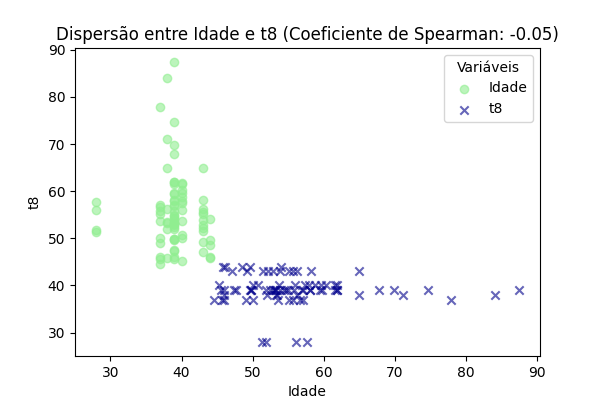 Dispersão entre Idade e t8 (Coeficiente de Spearman: -0.05)
Variáveis
Idade
t8
90
80
70
60
50
40
30
t8
30
40
50
60
70
80
90
Idade